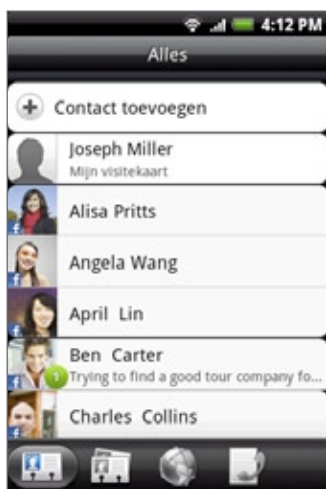 4:12 PM
Alles
Contact toevoegen
Joseph Miller
Mijn visitekaart
Alisa Pritts
Angela Wang
April Lin
Ben Carter
1
Trying to find a good tour company fo...
Charles Collins